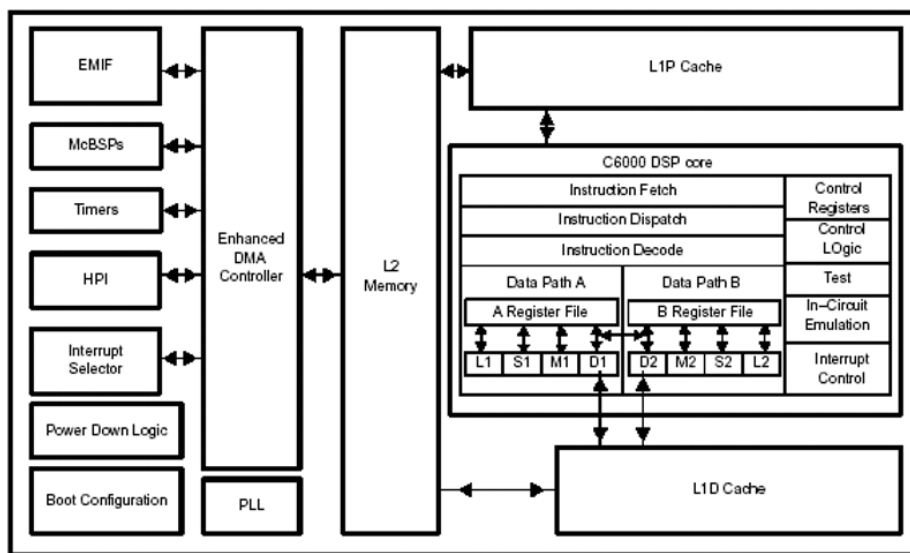 EMIF
McBSPs
Timers
HPI
Interrupt
Selector
Power Down Logic
Boot Configuration
Enhanced
DMA
Controller
PLL
L2
Memory
L1P Cache
C6000 DSP core
Instruction Fetch
Instruction Dispatch
Instruction Decode
Data Path A
Data Path B
A Register File
B Register File
L1 S1 M1 D1
D2 M2 S2 L2
Control
Registers
Control
LOgic
Test
In-Circuit
Emulation
Interrupt
Control
L1D Cache